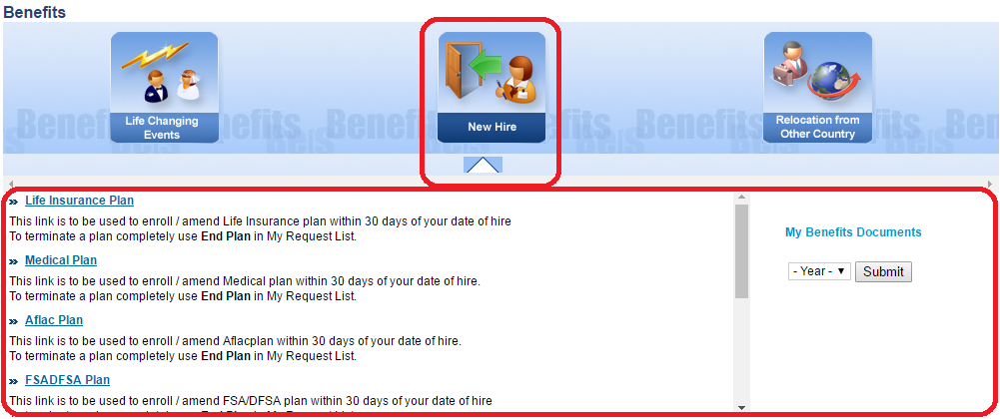 Benefits
Life Changing
Events
New Hire
Relocation from
Other Country
Life Insurance Plan
This link is to be used to enroll / amend Life Insurance plan within 30 days of your date of hire
To terminate a plan completely use End Plan in My Request List.
Medical Plan
This link is to be used to enroll / amend Medical plan within 30 days of your date of hire.
To terminate a plan completely use End Plan in My Request List.
Aflac Plan
This link is to be used to enroll / amend Aflacplan within 30 days of your date of hire.
To terminate a plan completely use End Plan in My Request List.
FSADFSA Plan
This link is to be used to enroll / amend FSA/DFSA plan within 30 days of your date of hire
My Benefits Documents
- Year -
Submit